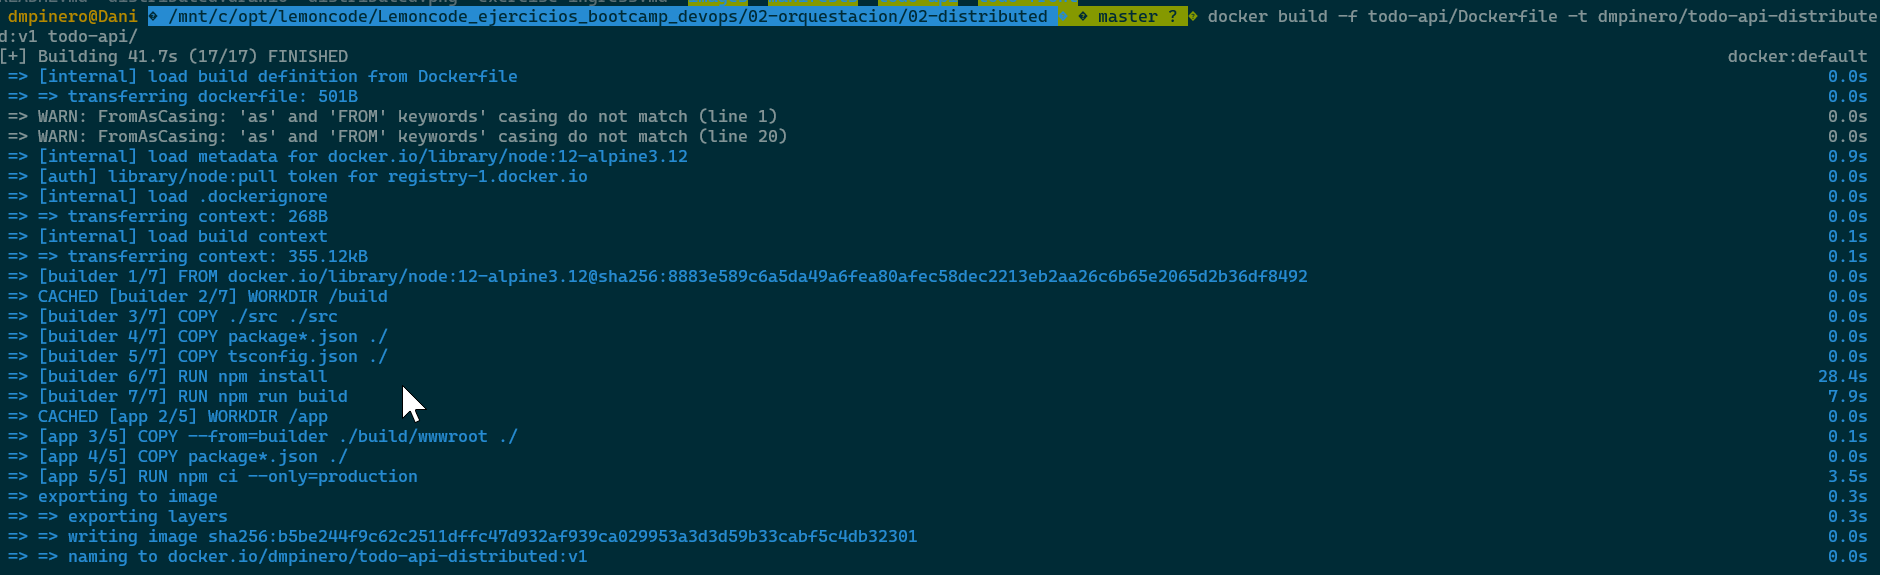 dmpinero@Dani � /mnt/c/opt/lemoncode/Lemoncode_ejercicios_bootcamp_devops/02-orquestacion/02-distributed � � master ? � docker build -f todo-api/Dockerfile -t dmpinero/todo-api-distribute
d:v1 todo-api/
[+] Building 41.7s (17/17) FINISHED docker:default
=> [internal] load build definition from Dockerfile 0.0s
=> => transferring dockerfile: 501B 0.0s
=> WARN: FromAsCasing: 'as' and 'FROM' keywords' casing do not match (line 1) 0.0s
=> WARN: FromAsCasing: 'as' and 'FROM' keywords' casing do not match (line 20) 0.0s
=> [internal] load metadata for docker.io/library/node:12-alpine3.12 0.9s
=> [auth] library/node:pull token for registry-1.docker.io 0.0s
=> [internal] load .dockerignore 0.0s
=> => transferring context: 268B 0.0s
=> [internal] load build context 0.1s
=> => transferring context: 355.12kB 0.1s
=> [builder 1/7] FROM docker.io/library/node:12-alpine3.12@sha256:8883e589c6a5da49a6fea80afec58dec2213eb2aa26c6b65e2065d2b36df8492 0.0s
=> CACHED [builder 2/7] WORKDIR /build 0.0s
=> [builder 3/7] COPY ./src ./src 0.0s
=> [builder 4/7] COPY package*.json ./ 0.0s
=> [builder 5/7] COPY tsconfig.json ./ 0.0s
=> [builder 6/7] RUN npm install 28.4s
=> [builder 7/7] RUN npm run build 7.9s
=> CACHED [app 2/5] WORKDIR /app 0.0s
=> [app 3/5] COPY --from=builder ./build/wwwroot ./ 0.1s
=> [app 4/5] COPY package*.json ./ 0.0s
=> [app 5/5] RUN npm ci --only=production 3.5s
=> exporting to image 0.3s
=> => exporting layers 0.3s
=> => writing image sha256:b5be244f9c62c2511dffc47d932af939ca029953a3d3d59b33cabf5c4db32301 0.0s
=> => naming to docker.io/dmpinero/todo-api-distributed:v1 0.0s